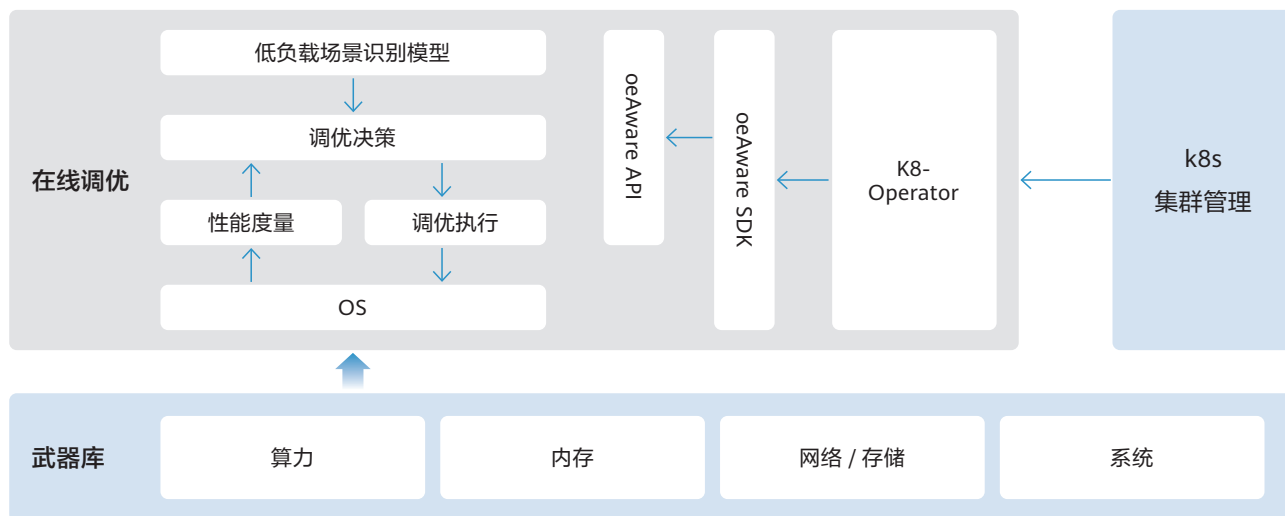 在线调优
低负载场景识别模型
调优决策
性能度量
调优执行
OS
oeAware API
oeAware SDK
K8-
Operator
k8s
集群管理
武器库
算力
内存
网络 / 存储
系统